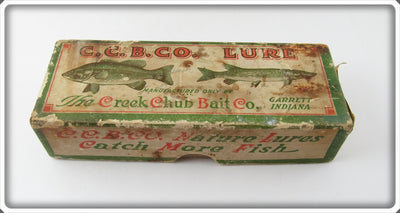 C.C.B.CO. LURE
MANUFACTURED ONLY BY
The Creek Chub Bait Co. GARRETT INDIANA
C.C.B.CO. Nature Lures
Catch More Fish